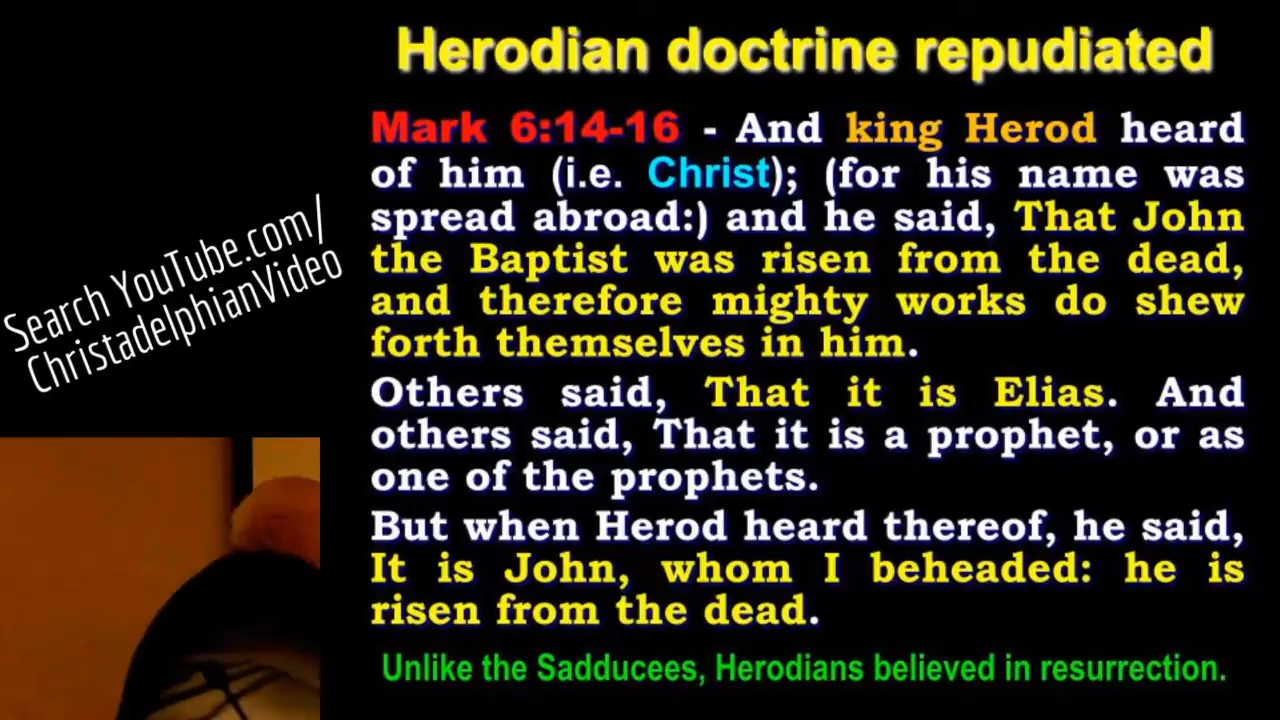 Herodian doctrine repudiated
Mark 6:14-16 - And king Herod heard
of him (i.e. Christ); (for his name was
spread abroad:) and he said, That John
the Baptist was risen from the dead,
and therefore mighty works do shew
forth themselves in him.
Others said, That it is Elias. And
others said, That it is a prophet, or as
one of the prophets.
But when Herod heard thereof, he said,
It is John, whom I beheaded: he is
risen from the dead.
Unlike the Sadducees, Herodians believed in resurrection.
Search YouTube.com/
ChristadelphianVideo